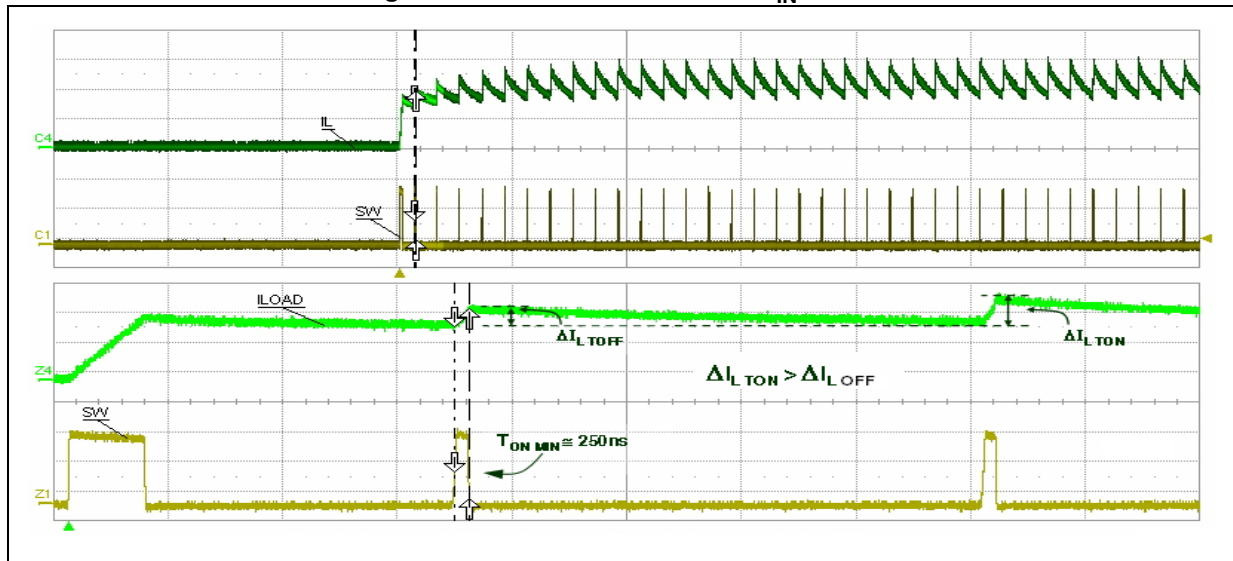 IN
C4
IL
SW
C1
ILOAD
Z4
ΔIL TOFF
ΔIL TON
ΔIL TON > ΔIL OFF
SW
TON MIN ≅ 250ns
Z1